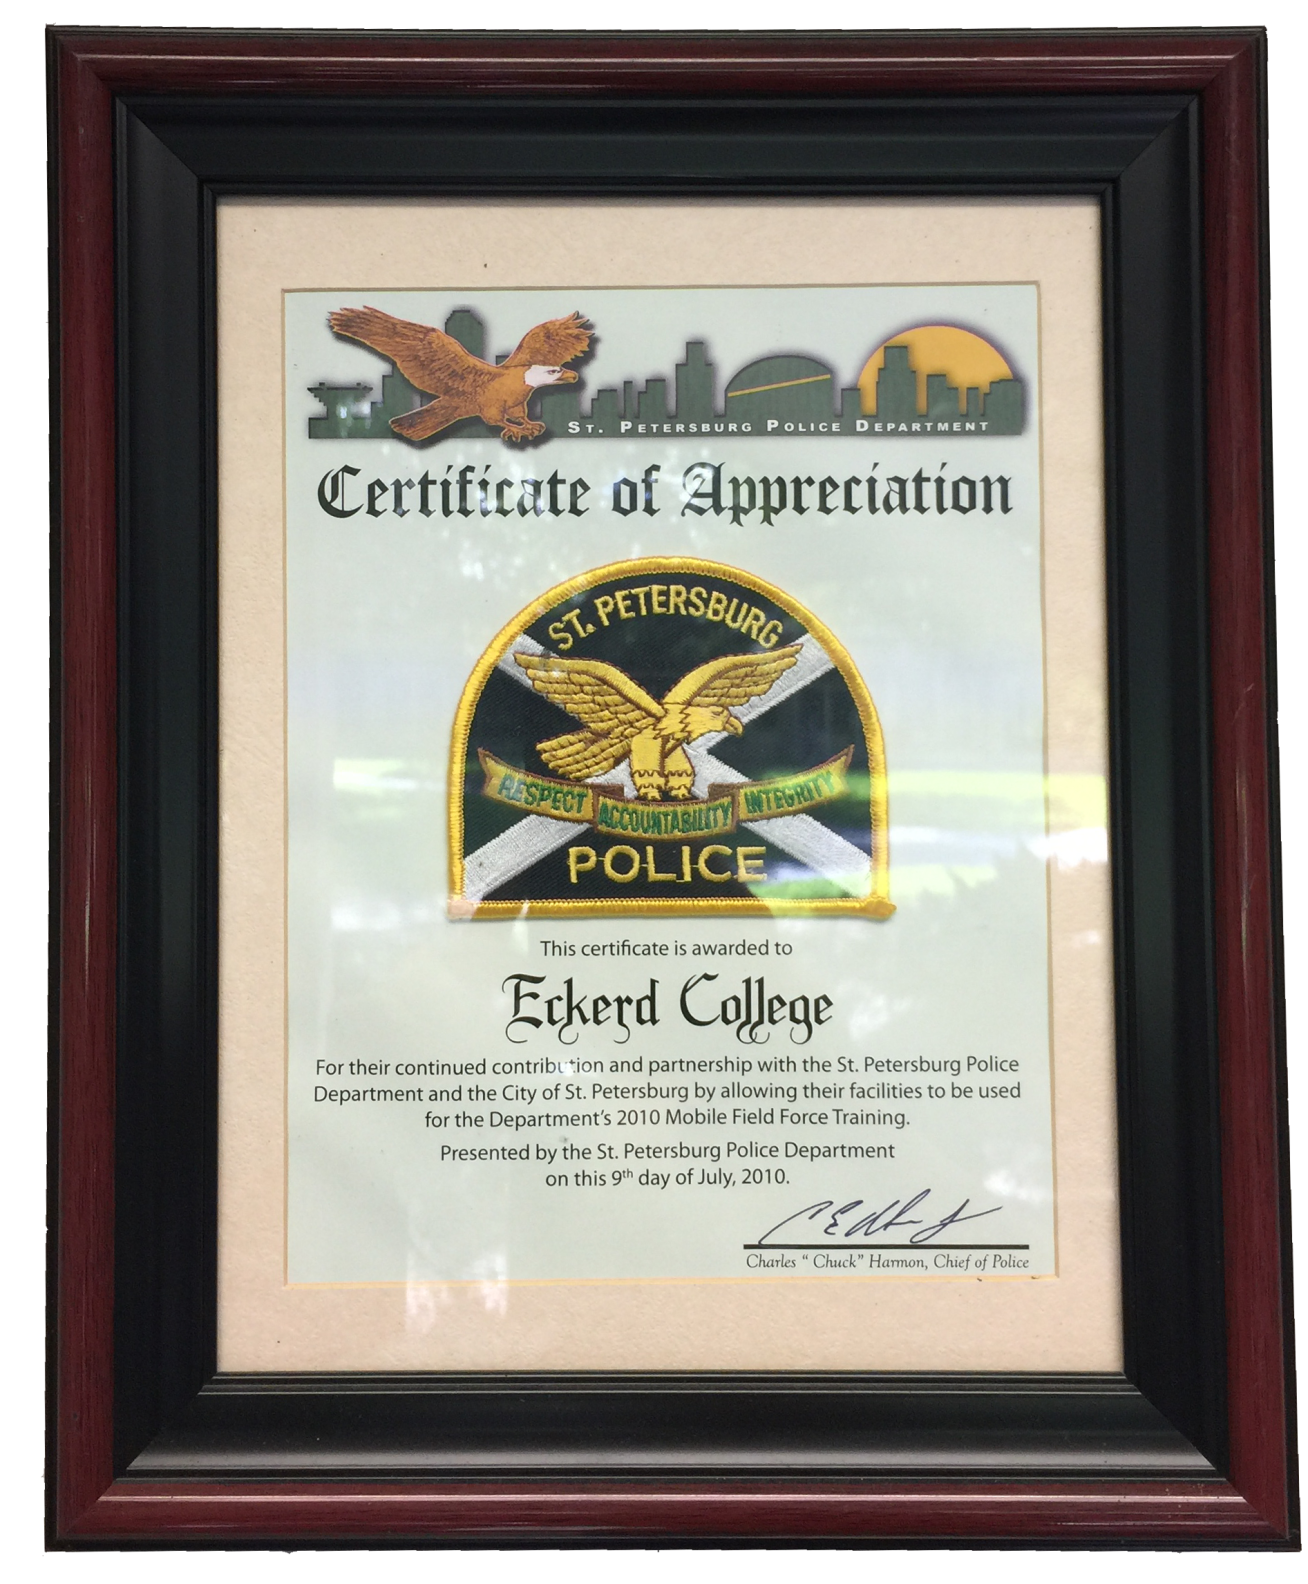 St. Petersburg Police Department
Certificate of Appreciation
ST. PETERSBURG
RESPECT ACCOUNTABILITY INTEGRITY
POLICE
This certificate is awarded to
Eckerd College
For their continued contribution and partnership with the St. Petersburg Police
Department and the City of St. Petersburg by allowing their facilities to be used
for the Department's 2010 Mobile Field Force Training.
Presented by the St. Petersburg Police Department
on this 9th day of July, 2010.
Charles “ Chuck” Harmon, Chief of Police